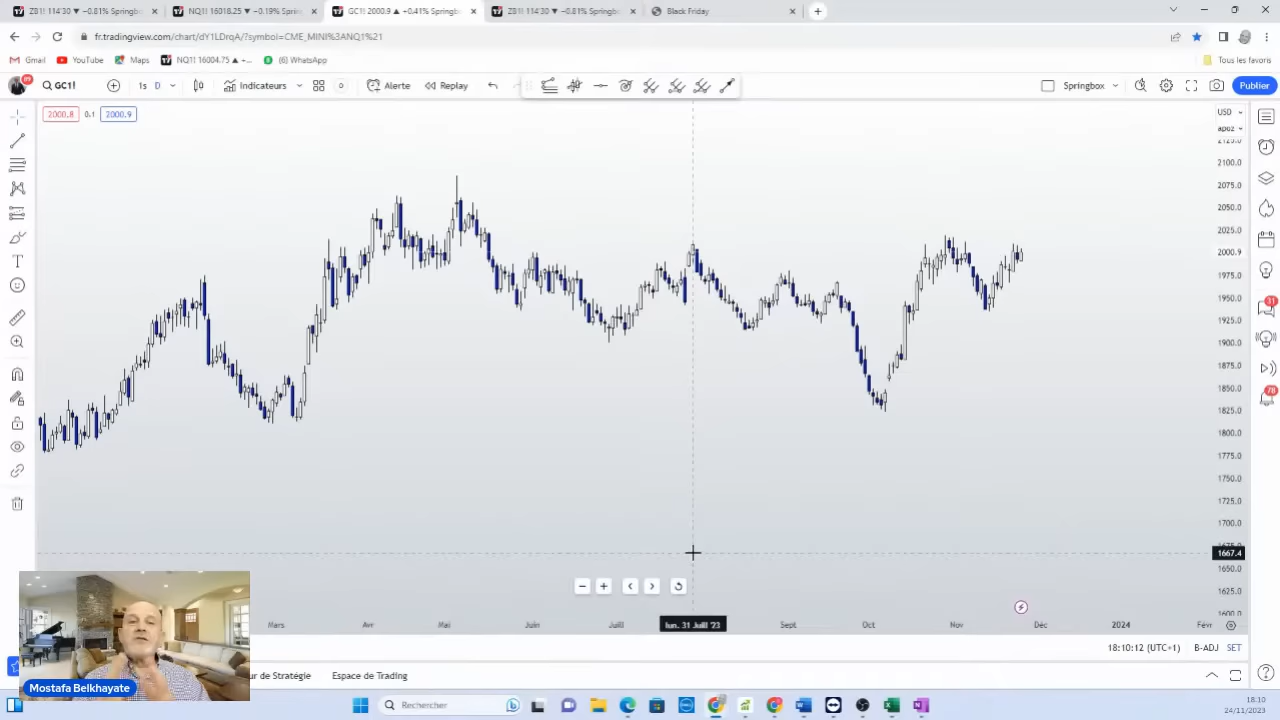 ZB1! 114'30 ▼ −0.81% Springb
NQ1! 16018.25 ▼ −0.19% Sprin
GC1! 2000.9 ▲ +0.41% Springb
ZB1! 114'30 ▼ −0.81% Springb
Black Friday
fr.tradingview.com/chart/dY1LDrqA/?symbol=CME_MINI%3ANQ1%21
Gmail
YouTube
Maps
NQ1! 16004.75 ▲ −...
(6) WhatsApp
Tous les favoris
GC1!
1s D
Indicateurs
Alerte
Replay
Springbox
Publier
2000.8 0.1 2000.9
USD
apoz
2125.0
2100.0
2075.0
2050.0
2025.0
2000.9
1975.0
1950.0
1925.0
1900.0
1875.0
1850.0
1825.0
1800.0
1775.0
1750.0
1725.0
1700.0
1675.0
1667.4
1650.0
1625.0
1600.0
31
78
Mars
Avr
Mai
Juin
Juill
lun. 31 Juill '23
Sept
Oct
Nov
Déc
2024
Févr
18:10:12 (UTC+1)
B-ADJ
SET
ur de Stratégie
Espace de Trading
Mostafa Belkhayate
Rechercher
18:10
24/11/2023